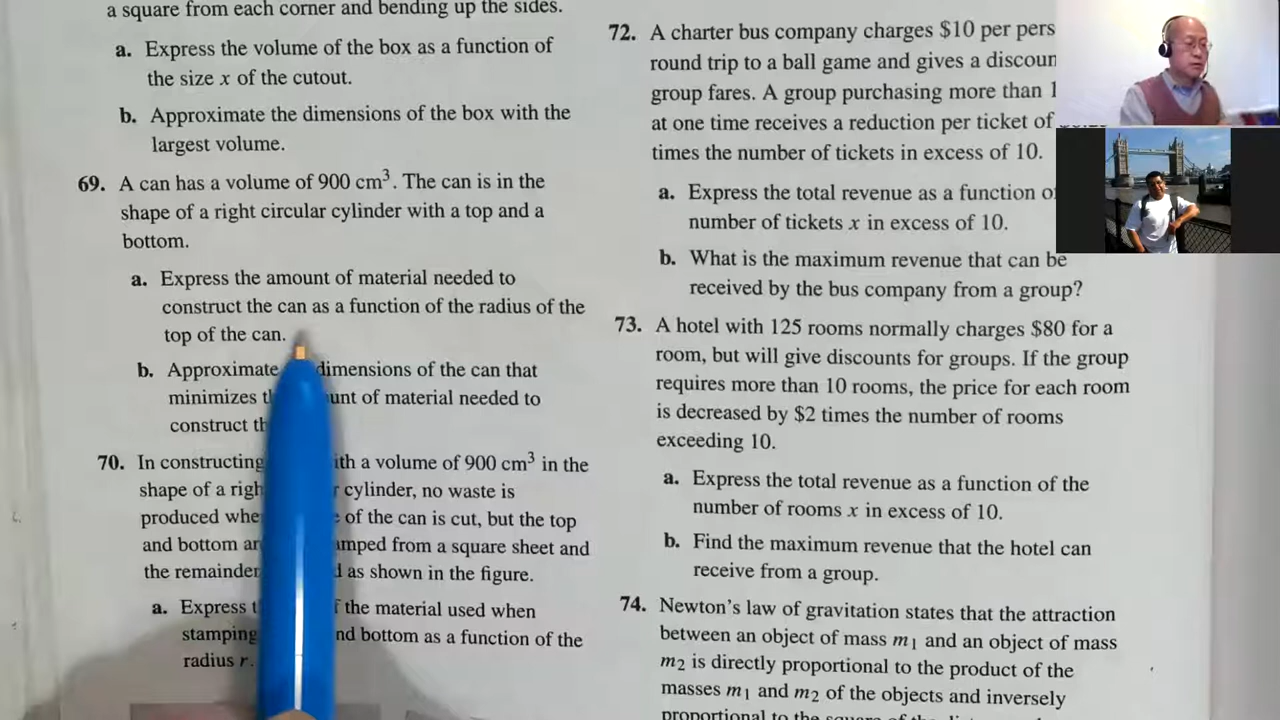 a square from each corner and bending up the sides.
a. Express the volume of the box as a function of
the size x of the cutout.
b. Approximate the dimensions of the box with the
largest volume.
69. A can has a volume of 900 cm³. The can is in the
shape of a right circular cylinder with a top and a
bottom.
a. Express the amount of material needed to
construct the can as a function of the radius of the
top of the can.
b. Approximate dimensions of the can that
minimizes unt of material needed to
construct
70. In constructing ith a volume of 900 cm³ in the
shape of a cylinder, no waste is
produced of the can is cut, but the top
and bottom amped from a square sheet and
the remainder as shown in the figure.
a. Express the material used when
stamping nd bottom as a function of the
radius r.
72. A charter bus company charges $10 per pers
round trip to a ball game and gives a discoun
group fares. A group purchasing more than 1
at one time receives a reduction per ticket of
times the number of tickets in excess of 10.
a. Express the total revenue as a function o
number of tickets x in excess of 10.
b. What is the maximum revenue that can be
received by the bus company from a group?
73. A hotel with 125 rooms normally charges $80 for a
room, but will give discounts for groups. If the group
requires more than 10 rooms, the price for each room
is decreased by $2 times the number of rooms
exceeding 10.
a. Express the total revenue as a function of the
number of rooms x in excess of 10.
b. Find the maximum revenue that the hotel can
receive from a group.
74. Newton's law of gravitation states that the attraction
between an object of mass m₁ and an object of mass
m₂ is directly proportional to the product of the
masses m₁ and m₂ of the objects and inversely
proportional to the square of the